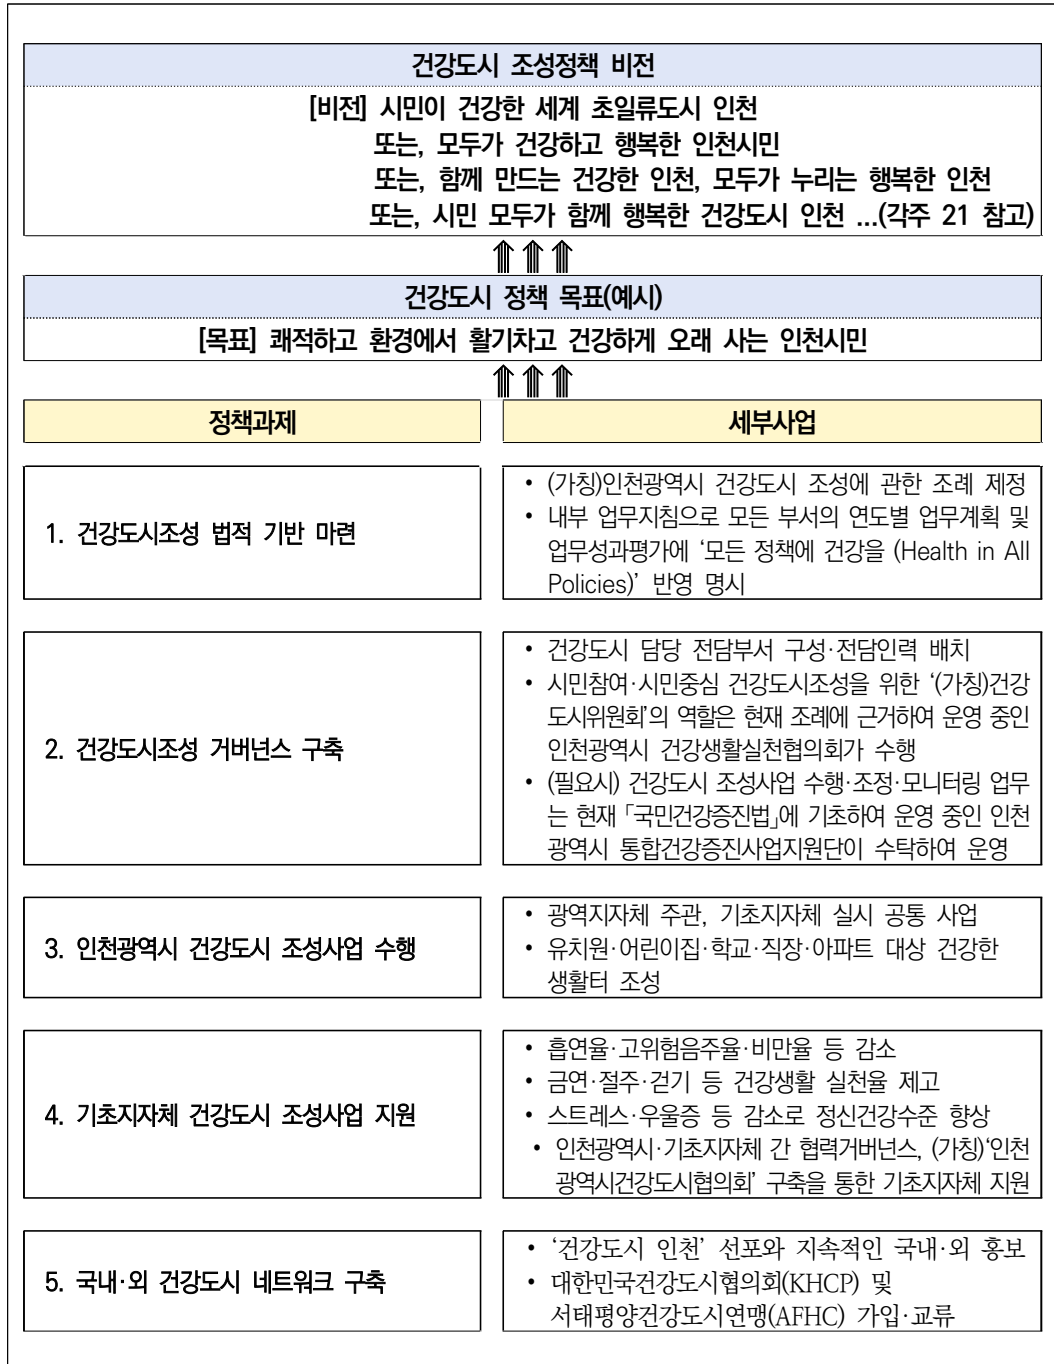 건강도시 조성정책 비전
[비전] 시민이 건강한 세계 초일류도시 인천
또는, 모두가 건강하고 행복한 인천시민
또는, 함께 만드는 건강한 인천, 모두가 누리는 행복한 인천
또는, 시민 모두가 함께 행복한 건강도시 인천 ...(각주 21 참고)
건강도시 정책 목표(예시)
[목표] 쾌적하고 환경에서 활기차고 건강하게 오래 사는 인천시민
정책과제
세부사업
1. 건강도시조성 법적 기반 마련
• (가칭)인천광역시 건강도시 조성에 관한 조례 제정
• 내부 업무지침으로 모든 부서의 연도별 업무계획 및
업무성과평가에 ‘모든 정책에 건강을 (Health in All
Policies)’ 반영 명시
2. 건강도시조성 거버넌스 구축
• 건강도시 담당 전담부서 구성·전담인력 배치
• 시민참여·시민중심 건강도시조성을 위한 ‘(가칭)건강
도시위원회’의 역할은 현재 조례에 근거하여 운영 중인
인천광역시 건강생활실천협의회가 수행
• (필요시) 건강도시 조성사업 수행·조정·모니터링 업무
는 현재 「국민건강증진법」에 기초하여 운영 중인 인천
광역시 통합건강증진사업지원단이 수탁하여 운영
3. 인천광역시 건강도시 조성사업 수행
• 광역지자체 주관, 기초지자체 실시 공통 사업
• 유치원·어린이집·학교·직장·아파트 대상 건강한
생활터 조성
4. 기초지자체 건강도시 조성사업 지원
• 흡연율·고위험음주율·비만율 등 감소
• 금연·절주·걷기 등 건강생활 실천율 제고
• 스트레스·우울증 등 감소로 정신건강수준 향상
• 인천광역시·기초지자체 간 협력거버넌스, (가칭)‘인천
광역시건강도시협의회’ 구축을 통한 기초지자체 지원
5. 국내·외 건강도시 네트워크 구축
• ‘건강도시 인천’ 선포와 지속적인 국내·외 홍보
• 대한민국건강도시협의회(KHCP) 및
서태평양건강도시연맹(AFHC) 가입·교류